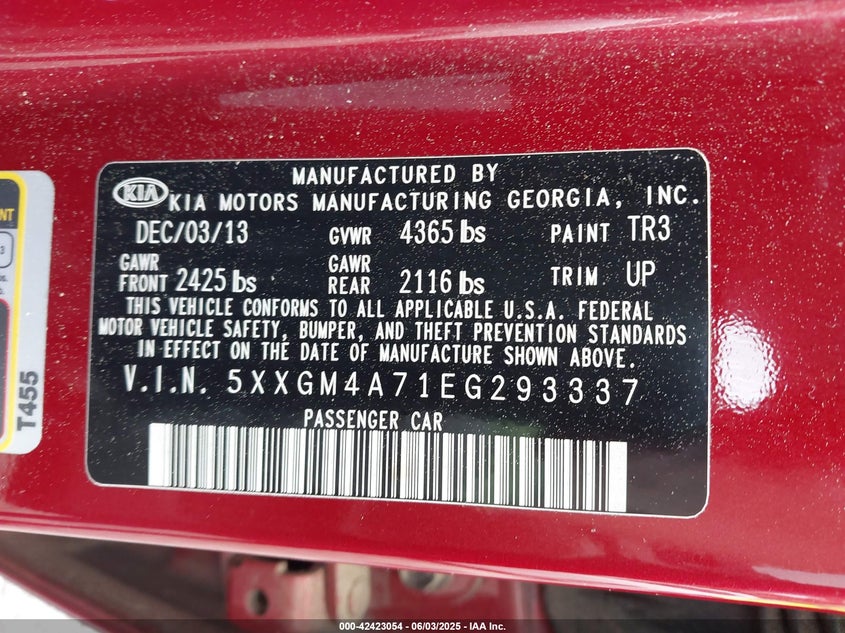 MANUFACTURED BY
KIA KIA MOTORS MANUFACTURING GEORGIA, INC.
DEC/03/13 GVWR 4365 lbs PAINT TR3
GAWR FRONT 2425 lbs GAWR REAR 2116 lbs TRIM UP
THIS VEHICLE CONFORMS TO ALL APPLICABLE U.S.A. FEDERAL
MOTOR VEHICLE SAFETY, BUMPER, AND THEFT PREVENTION STANDARDS
IN EFFECT ON THE DATE OF MANUFACTURE SHOWN ABOVE.
V.I.N. 5XXGM4A71EG293337
PASSENGER CAR
T455
000-42423054 - 06/03/2025 - IAA Inc.